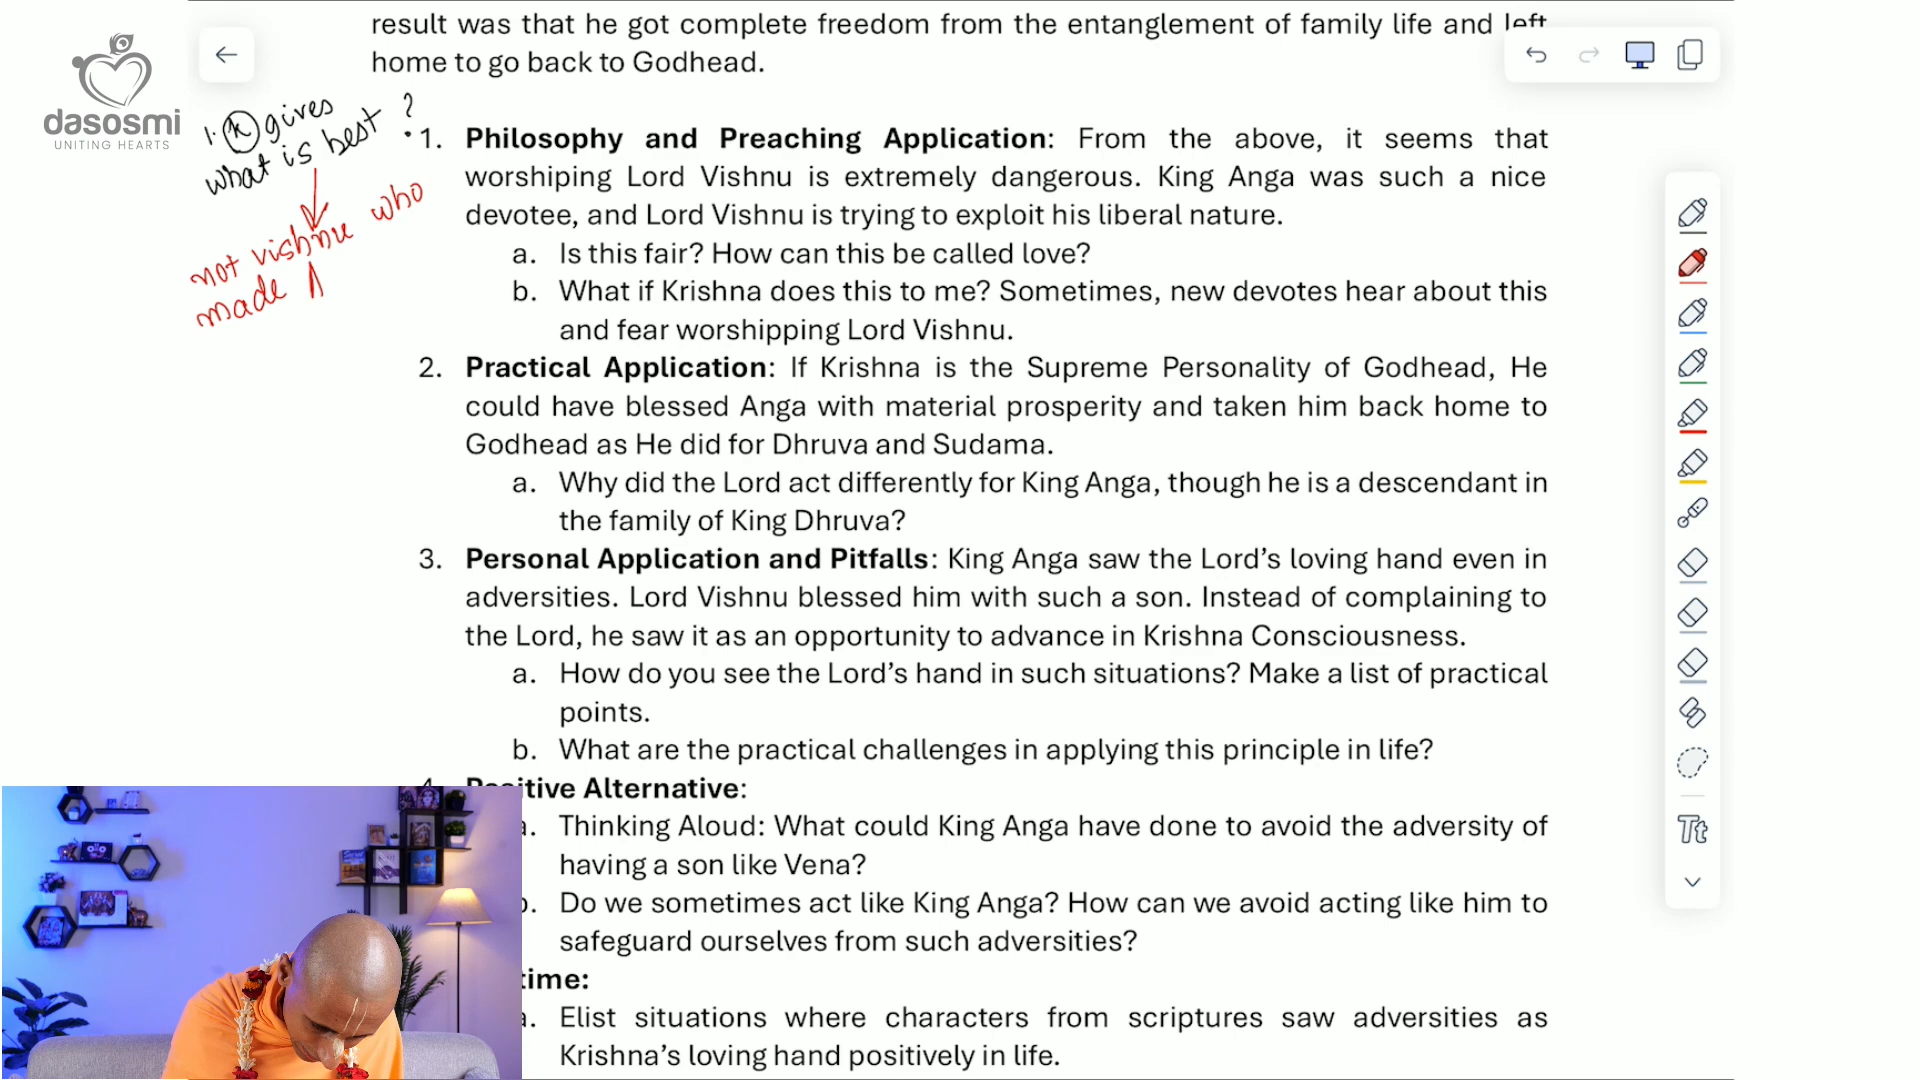 result was that he got complete freedom from the entanglement of family life and left
home to go back to Godhead.
dasosmi
UNITING HEARTS
1. K gives
what is best ?
not vishnu who
made
1. Philosophy and Preaching Application: From the above, it seems that
worshiping Lord Vishnu is extremely dangerous. King Anga was such a nice
devotee, and Lord Vishnu is trying to exploit his liberal nature.
a. Is this fair? How can this be called love?
b. What if Krishna does this to me? Sometimes, new devotes hear about this
and fear worshipping Lord Vishnu.
2. Practical Application: If Krishna is the Supreme Personality of Godhead, He
could have blessed Anga with material prosperity and taken him back home to
Godhead as He did for Dhruva and Sudama.
a. Why did the Lord act differently for King Anga, though he is a descendant in
the family of King Dhruva?
3. Personal Application and Pitfalls: King Anga saw the Lord’s loving hand even in
adversities. Lord Vishnu blessed him with such a son. Instead of complaining to
the Lord, he saw it as an opportunity to advance in Krishna Consciousness.
a. How do you see the Lord’s hand in such situations? Make a list of practical
points.
b. What are the practical challenges in applying this principle in life?
tive Alternative:
Thinking Aloud: What could King Anga have done to avoid the adversity of
having a son like Vena?
Do we sometimes act like King Anga? How can we avoid acting like him to
safeguard ourselves from such adversities?
time:
Elist situations where characters from scriptures saw adversities as
Krishna’s loving hand positively in life.
Tt